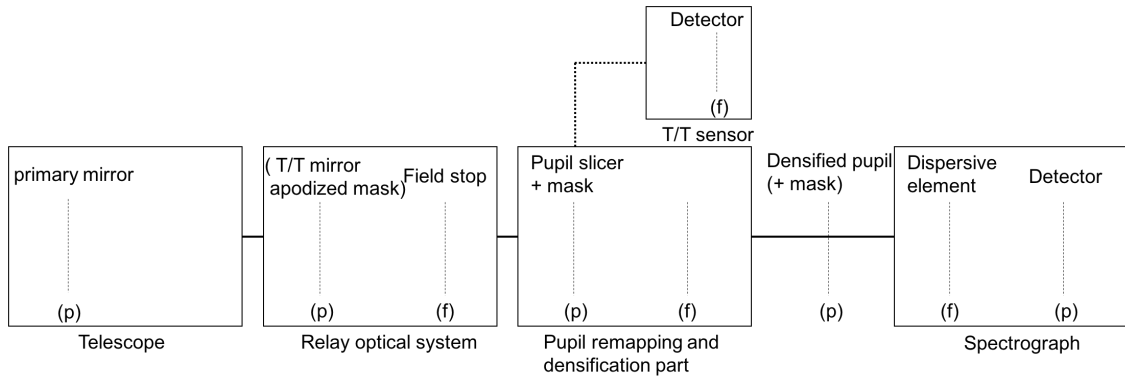 Detector
(f)
T/T sensor
primary mirror
(p)
Telescope
( T/T mirror
apodized mask)
Field stop
(p)
(f)
Relay optical system
Pupil slicer
+ mask
(p)
(f)
Pupil remapping and
densification part
Densified pupil
(+ mask)
(p)
Dispersive
element
Detector
(f)
(p)
Spectrograph